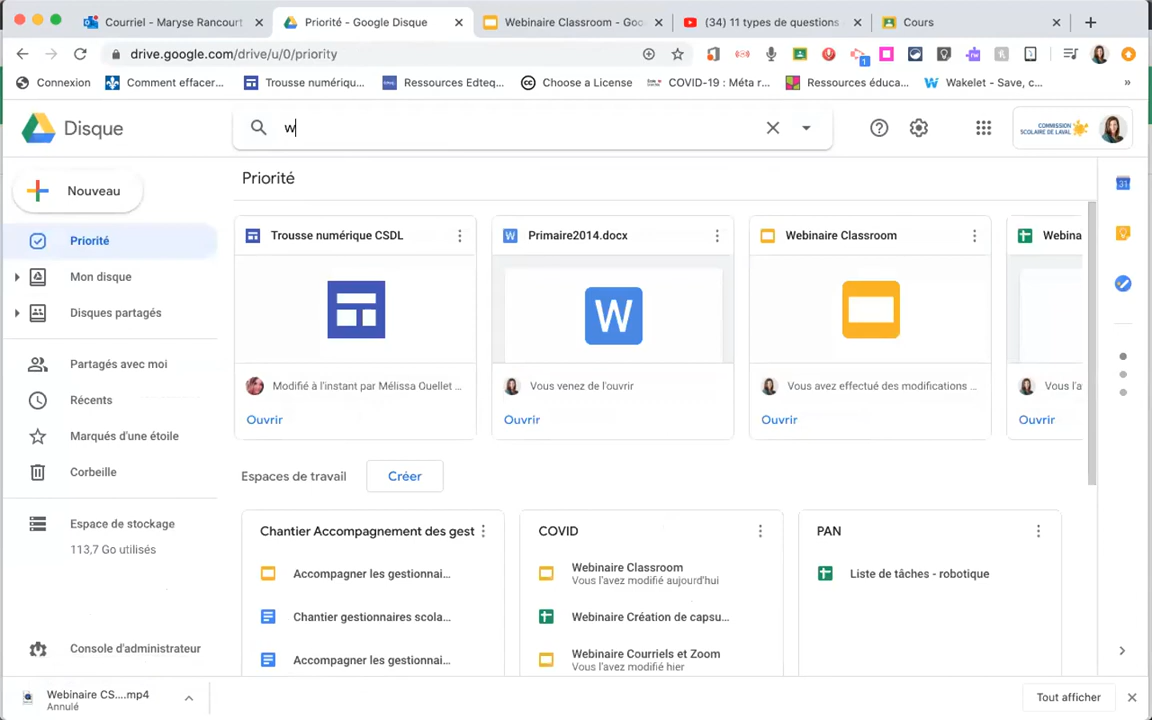 Courriel - Maryse Rancourt
Priorité - Google Disque
Webinaire Classroom - Goo
(34) 11 types de questions
Cours
drive.google.com/drive/u/0/priority
1
Connexion
Comment effacer...
Trousse numériqu...
Ressources Edteq...
Choose a License
COVID-19 : Méta r...
Ressources éduca...
Wakelet - Save, c...
»
Disque
w
COMMISSION
SCOLAIRE DE LAVAL
Nouveau
Priorité
Mon disque
Disques partagés
Partagés avec moi
Récents
Marqués d'une étoile
Corbeille
Espace de stockage
113,7 Go utilisés
Console d'administrateur
Priorité
Trousse numérique CSDL
Modifié à l'instant par Mélissa Ouellet ...
Ouvrir
Primaire2014.docx
W
Vous venez de l'ouvrir
Ouvrir
Webinaire Classroom
Vous avez effectué des modifications ...
Ouvrir
Webina
Vous l'a
Ouvrir
31
Espaces de travail
Créer
Chantier Accompagnement des gest
Accompagner les gestionnai...
Chantier gestionnaires scola...
Accompagner les gestionnai...
COVID
Webinaire Classroom
Vous l'avez modifié aujourd'hui
Webinaire Création de capsu...
Webinaire Courriels et Zoom
Vous l'avez modifié hier
PAN
Liste de tâches - robotique
Webinaire CS....mp4
Annulé
Tout afficher